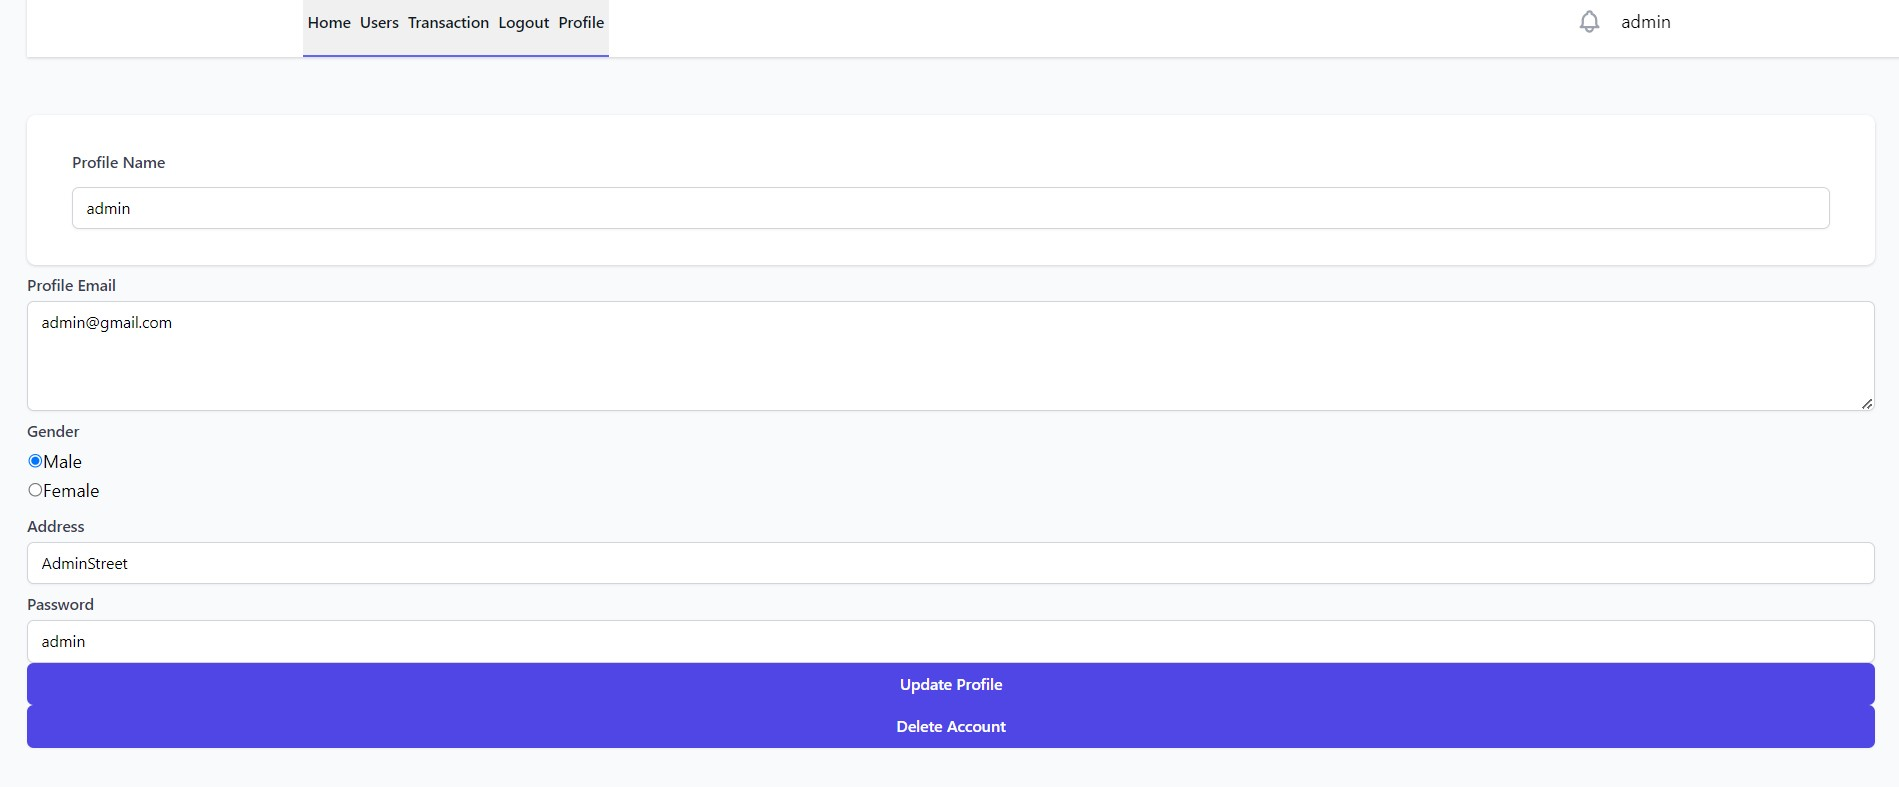 Home Users Transaction Logout Profile admin
Profile Name
admin
Profile Email
admin@gmail.com
Gender
Male
Female
Address
AdminStreet
Password
admin
Update Profile
Delete Account